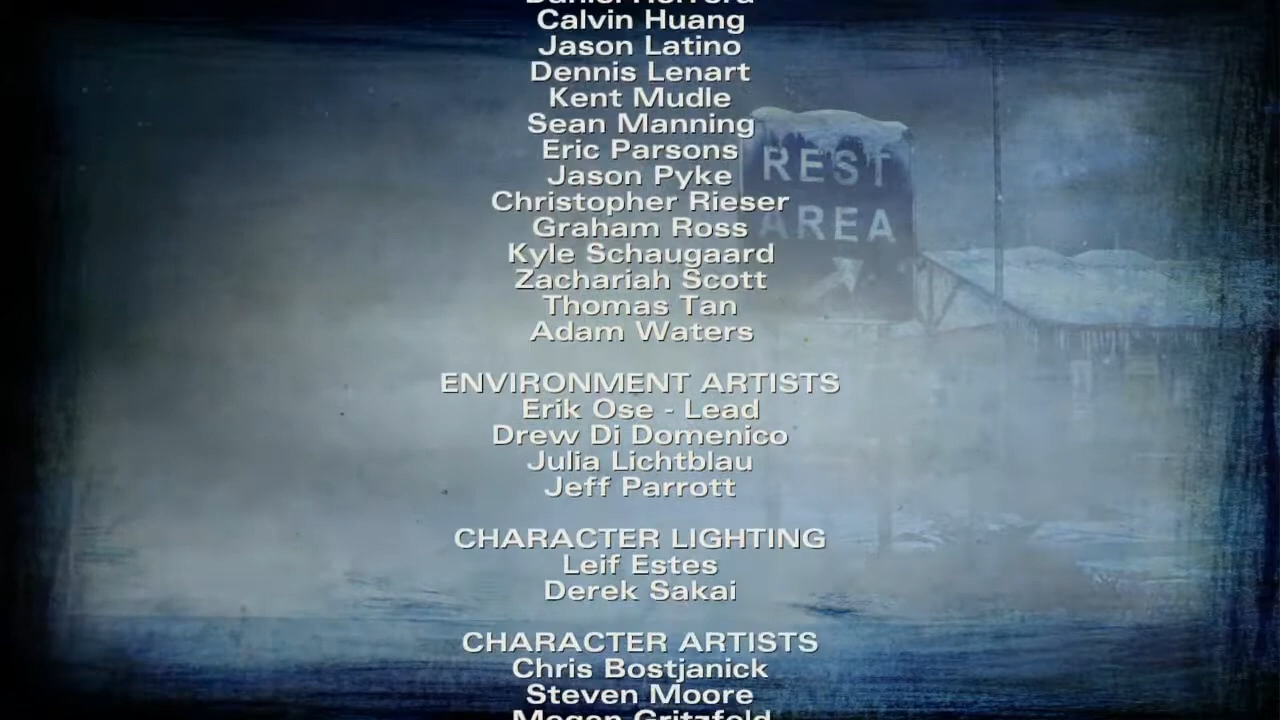 Calvin Huang
Jason Latino
Dennis Lenart
Kent Mudle
Sean Manning
Eric Parsons
Jason Pyke
Christopher Rieser
Graham Ross
Kyle Schaugaard
Zachariah Scott
Thomas Tan
Adam Waters
REST
AREA
ENVIRONMENT ARTISTS
Erik Ose - Lead
Drew Di Domenico
Julia Lichtblau
Jeff Parrott
CHARACTER LIGHTING
Leif Estes
Derek Sakai
CHARACTER ARTISTS
Chris Bostjanick
Steven Moore